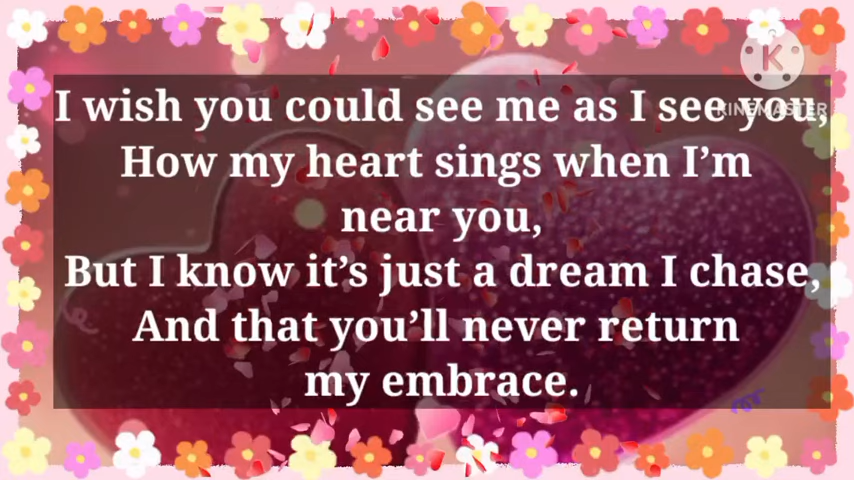 I wish you could see me as I see you,
How my heart sings when I’m
near you,
But I know it’s just a dream I chase,
And that you’ll never return
my embrace.
K
KINEMASTER